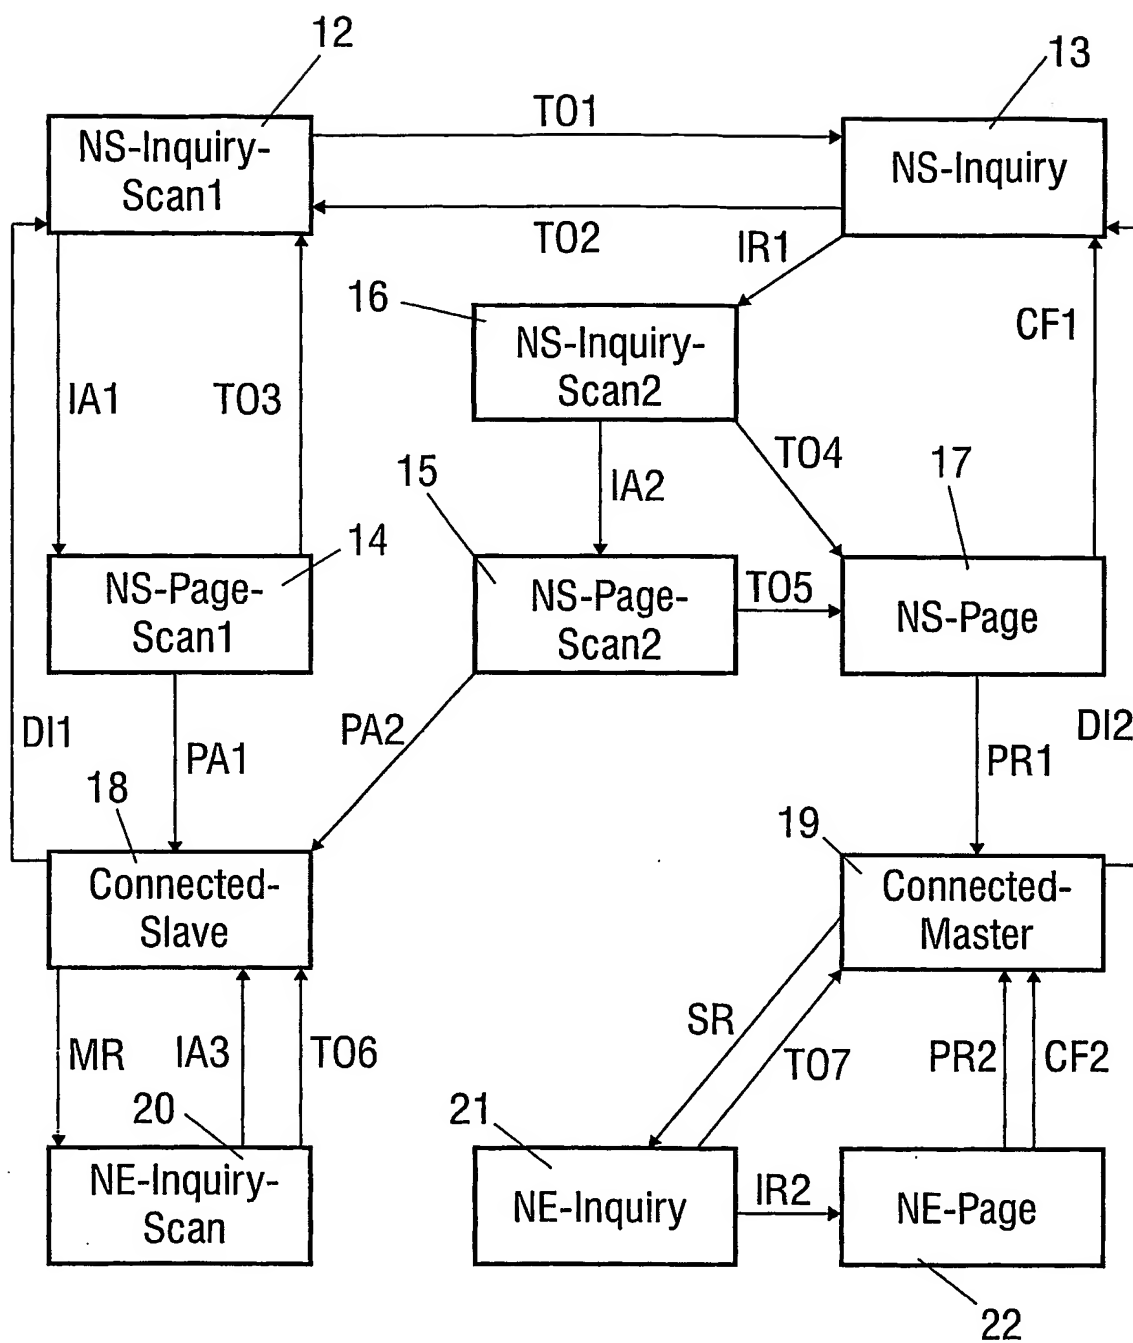 12
13
NS-Inquiry-
Scan1
TO1
NS-Inquiry
TO2
IR1
16
NS-Inquiry-
Scan2
CF1
IA1
TO3
TO4
17
15
IA2
14
NS-Page-
Scan1
NS-Page-
Scan2
TO5
NS-Page
DI1
PA1
PA2
PR1
DI2
18
19
Connected-
Slave
Connected-
Master
MR
IA3
TO6
SR
TO7
PR2
CF2
20
21
NE-Inquiry-
Scan
NE-Inquiry
IR2
NE-Page
22